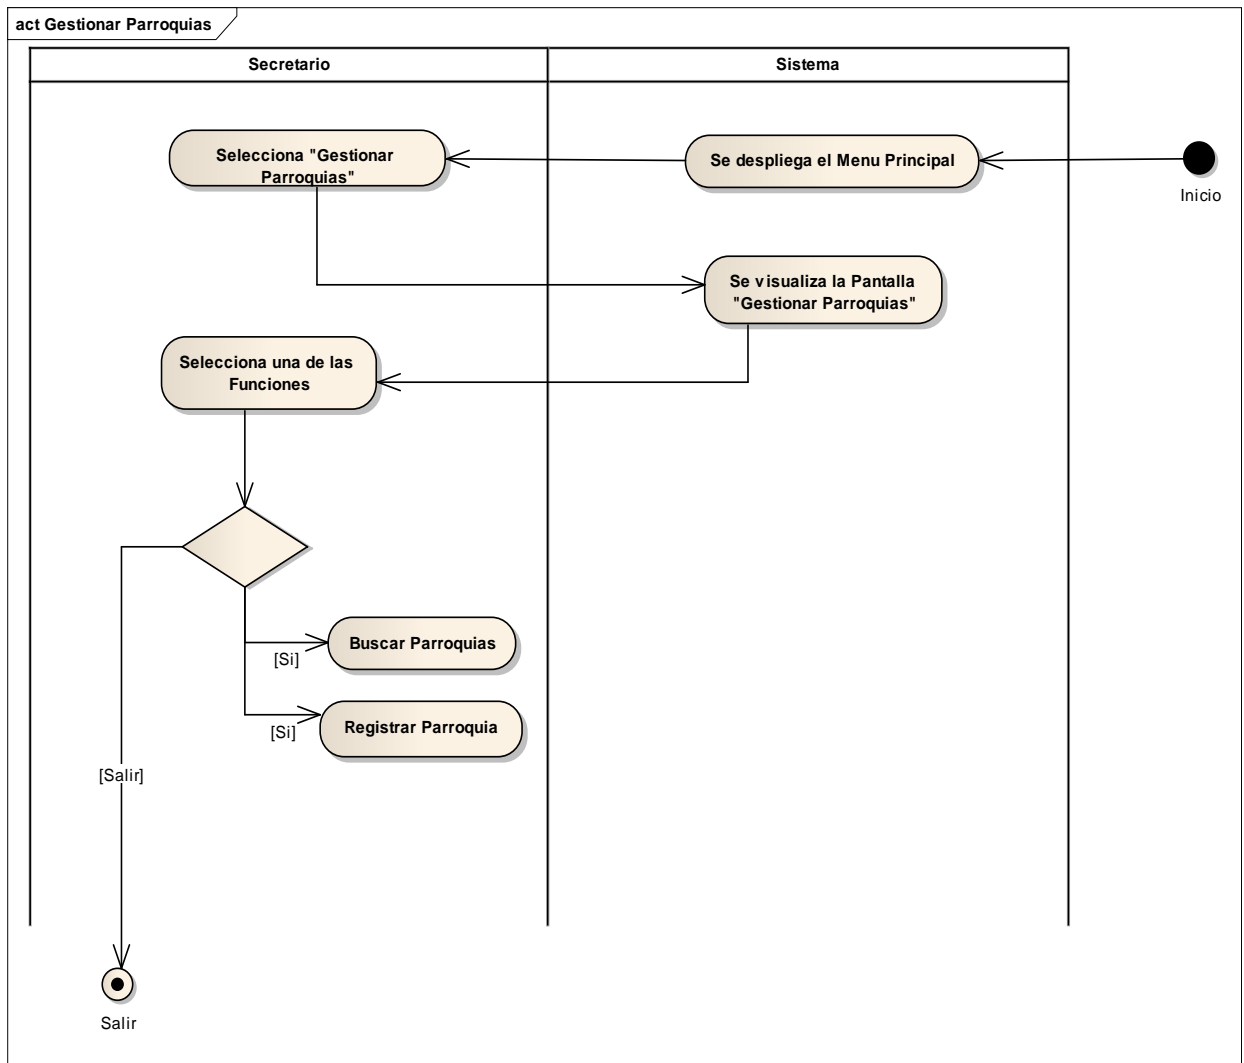 act Gestionar Parroquias
Secretario
Sistema
Selecciona "Gestionar
Parroquias"
Se despliega el Menu Principal
Inicio
Se visualiza la Pantalla
"Gestionar Parroquias"
Selecciona una de las
Funciones
Buscar Parroquias
[Si]
Registrar Parroquia
[Si]
[Salir]
Salir